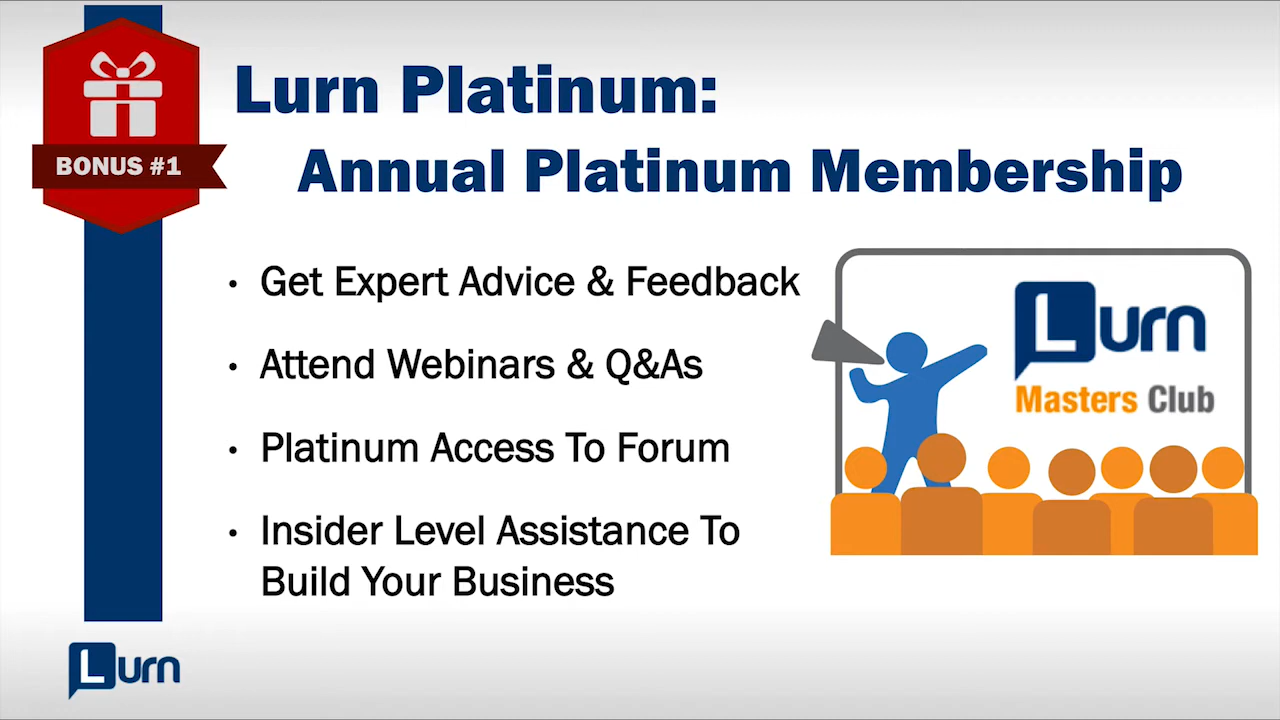 BONUS #1
Lurn Platinum:
Annual Platinum Membership
• Get Expert Advice & Feedback
• Attend Webinars & Q&As
• Platinum Access To Forum
• Insider Level Assistance To
Build Your Business
Lurn
Masters Club
Lurn